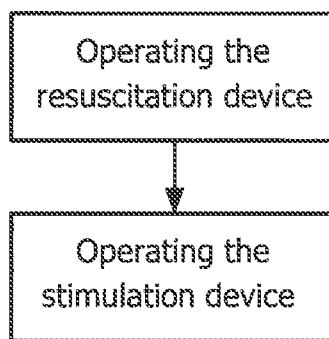 Operating the
resuscitation device
Operating the
stimulation device